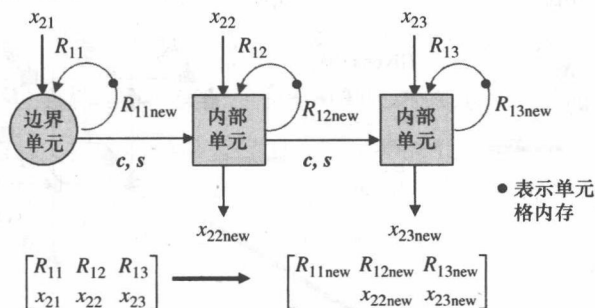 x₂₁ x₂₂ x₂₃
R₁₁ R₁₂ R₁₃
边界
单元
R₁₁new
内部
单元
R₁₂new
内部
单元
R₁₃new
c, s c, s
● 表示单元
格内存
x₂₂new x₂₃new
[R₁₁ R₁₂ R₁₃ [R₁₁new R₁₂new R₁₃new
x₂₁ x₂₂ x₂₃] x₂₂new x₂₃new]